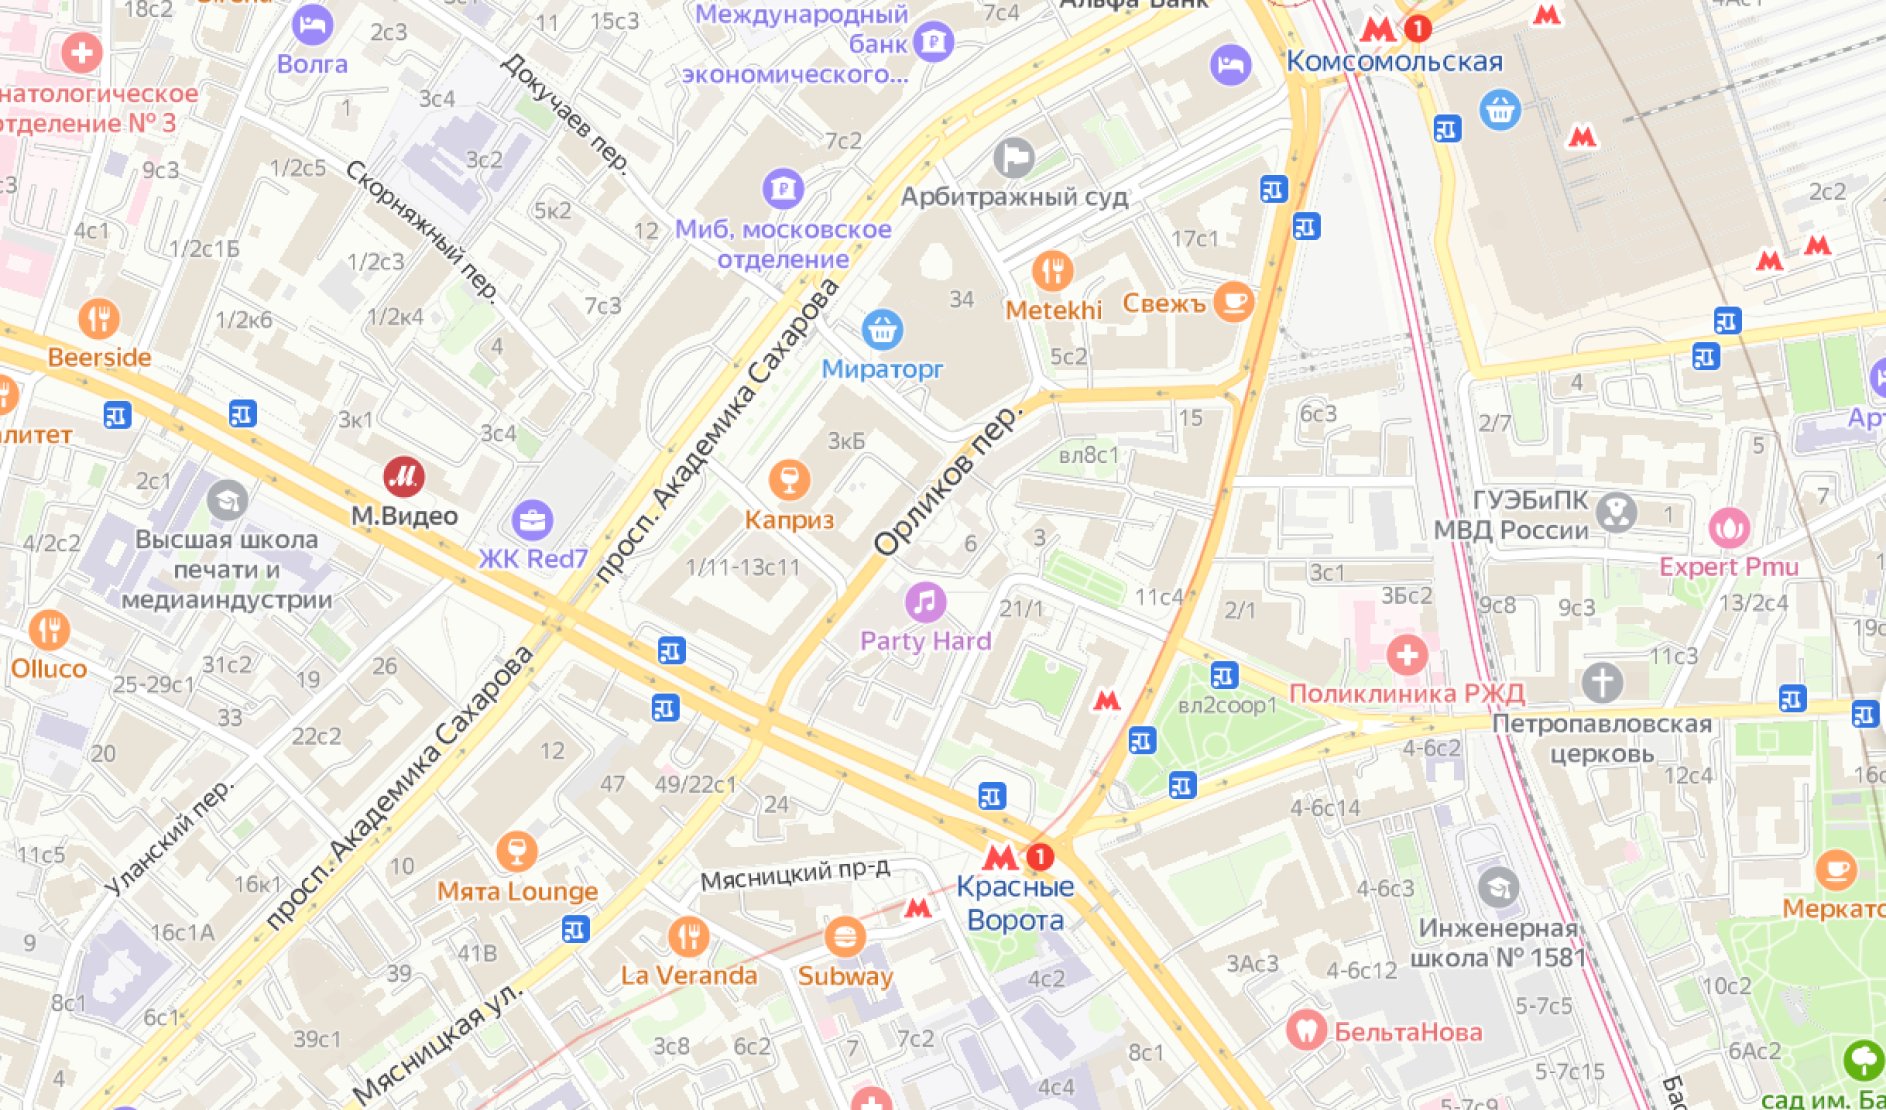 18с2
11
15с3
7с4
Альфа Банк
Международный
банк
экономического...
2с3
Волга
Комсомольская
1
Докучаев пер.
натологическое
отделение № 3
3с4
1
7с2
3с2
1/2с5
9с3
Скорняжный пер.
Арбитражный суд
2с2
5к2
12
4с1
1/2с1Б
1/2с3
Миб, московское
отделение
17с1
7с3
34
Metekhi
Свежъ
1/2к6
1/2к4
4
Beerside
Мираторг
5с2
просп. Академика Сахарова
4
3к1
3с4
3кБ
15
6с3
2/7
5
вл8с1
2с1
Орликов пер.
М.Видео
Каприз
ГУЭБиПК
МВД России
1
7
Высшая школа
печати и
медиаиндустрии
4/2с2
ЖК Red7
1/11-13с11
6
3
Expert Pmu
3с1
11с4
21/1
2/1
3Бс2
9с8
9с3
13/2с4
Party Hard
Olluco
31с2
19
26
25-29с1
33
22с2
11с3
Поликлиника РЖД
вл2соор1
Петропавловская
церковь
4-6с2
20
12
47
49/22с1
24
12с4
4-6с14
Уланский пер.
просп. Академика Сахарова
11с5
10
16к1
Мята Lounge
Мясницкий пр-д
1
Красные
Ворота
4-6с3
Инженерная
школа № 1581
16с1А
9
41В
39
La Veranda
Subway
4с2
3Ас3
4-6с12
10с2
8с1
6с1
39с1
Мясницкая ул.
3с8
6с2
7
7с2
8с1
БельтаНова
5-7с5
6Ас2
5-7с15
4
4с4
5-7с9
сад им. Ба